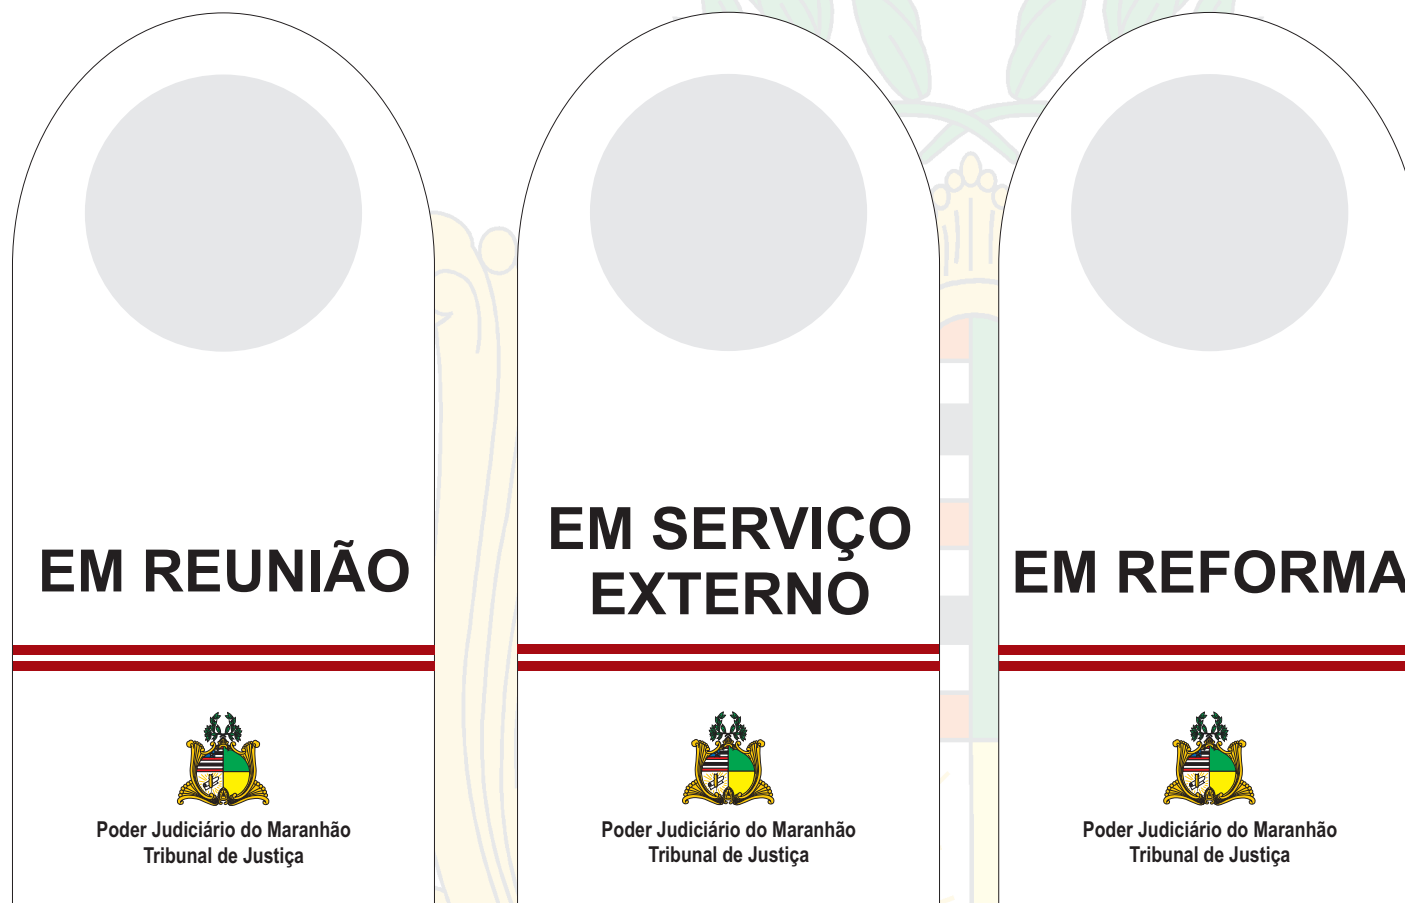 EM REUNIÃO
Poder Judiciário do Maranhão
Tribunal de Justiça
EM SERVIÇO
EXTERNO
Poder Judiciário do Maranhão
Tribunal de Justiça
EM REFORMA
Poder Judiciário do Maranhão
Tribunal de Justiça